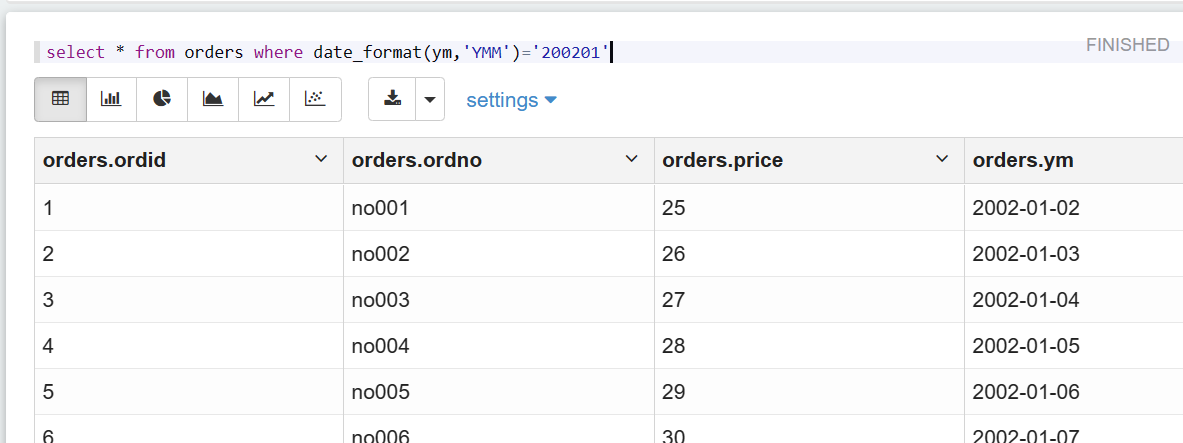 select * from orders where date_format(ym,'YMM')='200201'
FINISHED
settings
orders.ordid orders.ordno orders.price orders.ym
1 no001 25 2002-01-02
2 no002 26 2002-01-03
3 no003 27 2002-01-04
4 no004 28 2002-01-05
5 no005 29 2002-01-06
6 no006 30 2002-01-07